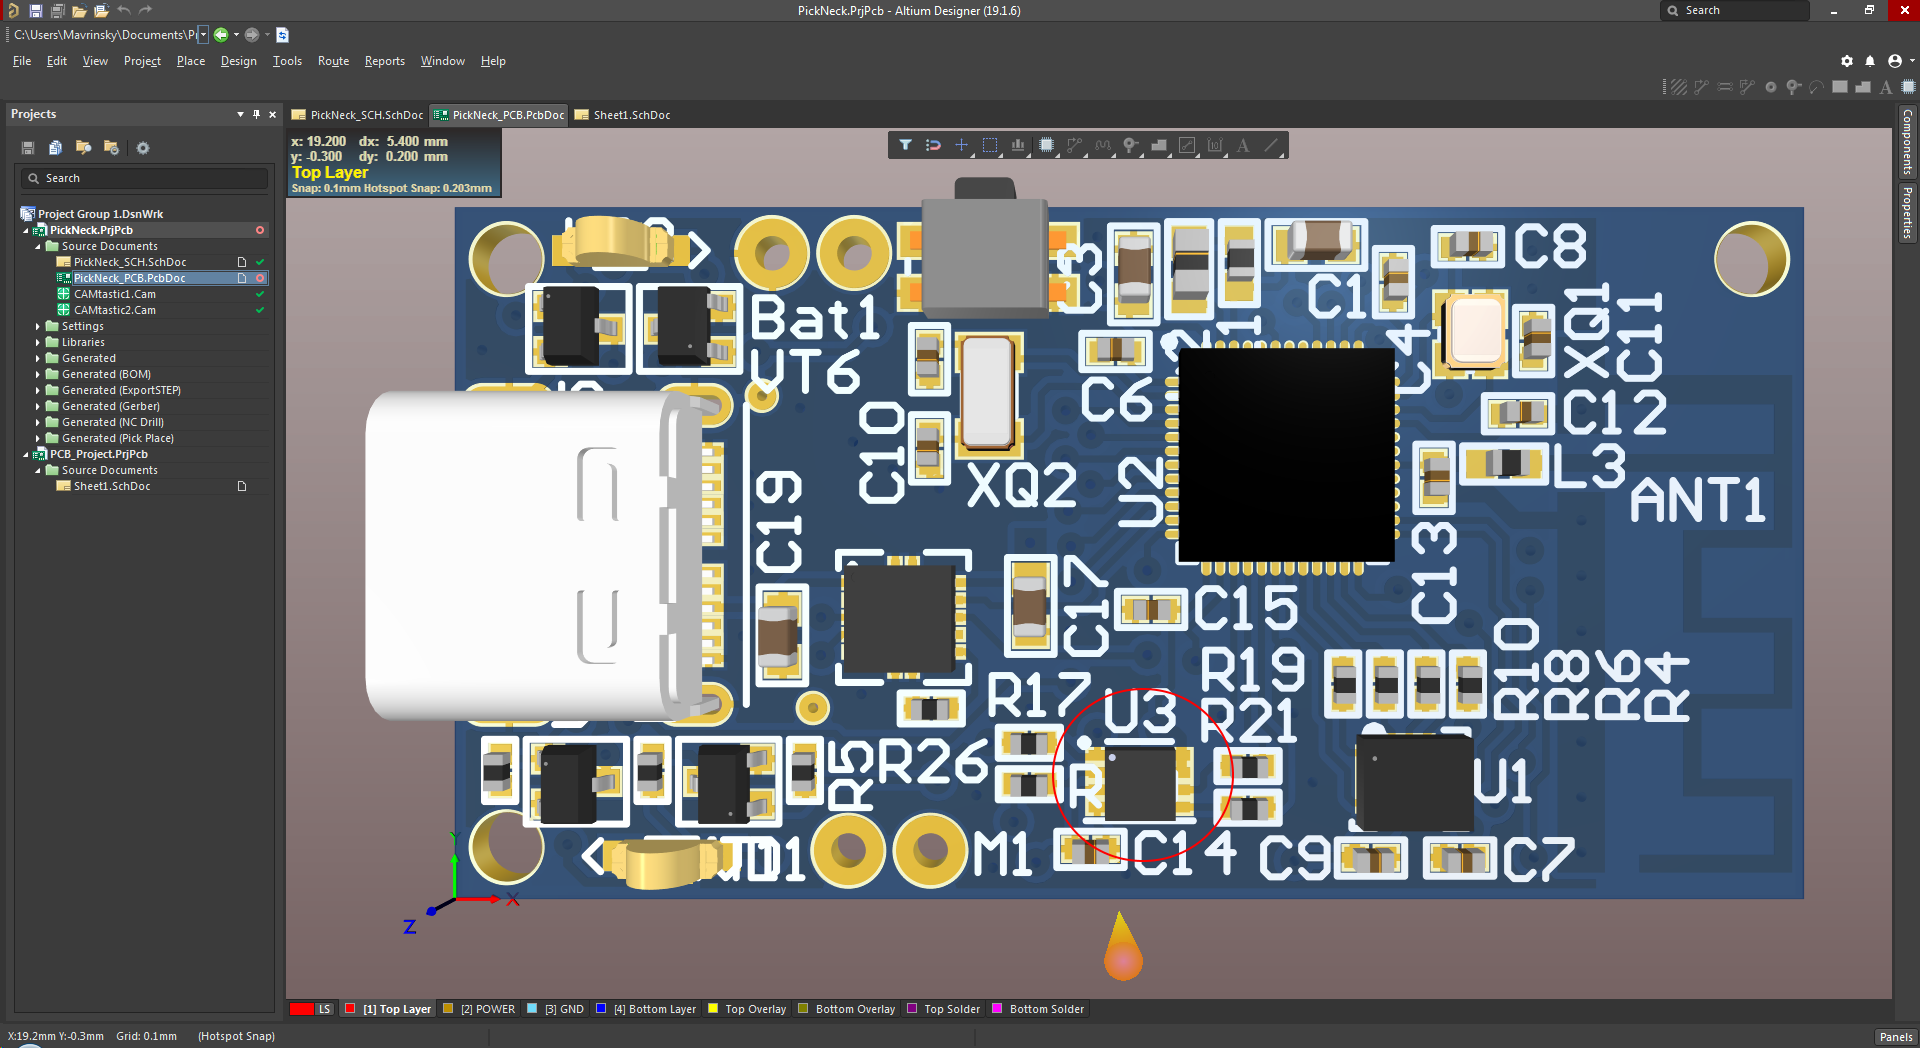 PickNeck.PrjPcb - Altium Designer (19.1.6)
Search
C:\Users\Mavrinsky\Documents\P
File Edit View Project Place Design Tools Route Reports Window Help
Projects
PickNeck_SCH.SchDoc
PickNeck_PCB.PcbDoc
Sheet1.SchDoc
Components
Properties
Search
Project Group 1.DsnWrk
PickNeck.PrjPcb
Source Documents
PickNeck_SCH.SchDoc
PickNeck_PCB.PcbDoc
CAMtastic1.Cam
CAMtastic2.Cam
Settings
Libraries
Generated
Generated (BOM)
Generated (ExportSTEP)
Generated (Gerber)
Generated (NC Drill)
Generated (Pick Place)
PCB_Project.PrjPcb
Source Documents
Sheet1.SchDoc
x: 19.200 dx: 5.400 mm
y: -0.300 dy: 0.200 mm
Top Layer
Snap: 0.1mm Hotspot Snap: 0.203mm
C8
C1
XQ1
C11
Bat1
VT6
C6
C12
C10
XQ2
U2
L3
ANT1
C13
C19
C17
C15
R10
R8
R6
R4
R19
R17
U3
R21
R5
R26
R
U1
M1
C14
C9
C7
Y
X
Z
LS
[1] Top Layer
[2] POWER
[3] GND
[4] Bottom Layer
Top Overlay
Bottom Overlay
Top Solder
Bottom Solder
X:19.2mm Y:-0.3mm Grid: 0.1mm (Hotspot Snap)
Panels